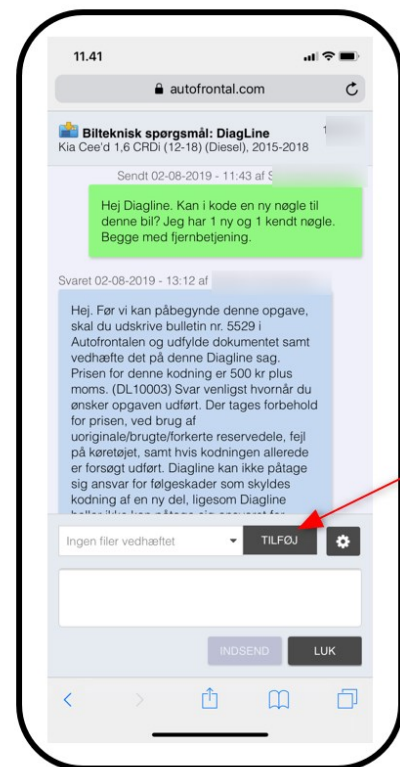 11.41
autofrontal.com
Bilteknisk spørgsmål: DiagLine
Kia Cee'd 1,6 CRDi (12-18) (Diesel), 2015-2018
Sendt 02-08-2019 - 11:43 af
Hej Diagline. Kan i kode en ny nøgle til
denne bil? Jeg har 1 ny og 1 kendt nøgle.
Begge med fjernbetjening.
Svaret 02-08-2019 - 13:12 af
Hej. Før vi kan påbegynde denne opgave,
skal du udskrive bulletin nr. 5529 i
Autofrontalen og udfylde dokumentet samt
vedhæfte det på denne Diagline sag.
Prisen for denne kodning er 500 kr plus
moms. (DL10003) Svar venligst hvornår du
ønsker opgaven udført. Der tages forbehold
for prisen, ved brug af
uoriginale/brugte/forkerte reservedele, fejl
på køretøjet, samt hvis kodningen allerede
er forsøgt udført. Diagline kan ikke påtage
sig ansvar for følgeskader som skyldes
kodning af en ny del, ligesom Diagline
Ingen filer vedhæftet
TILFØJ
INDSEND
LUK